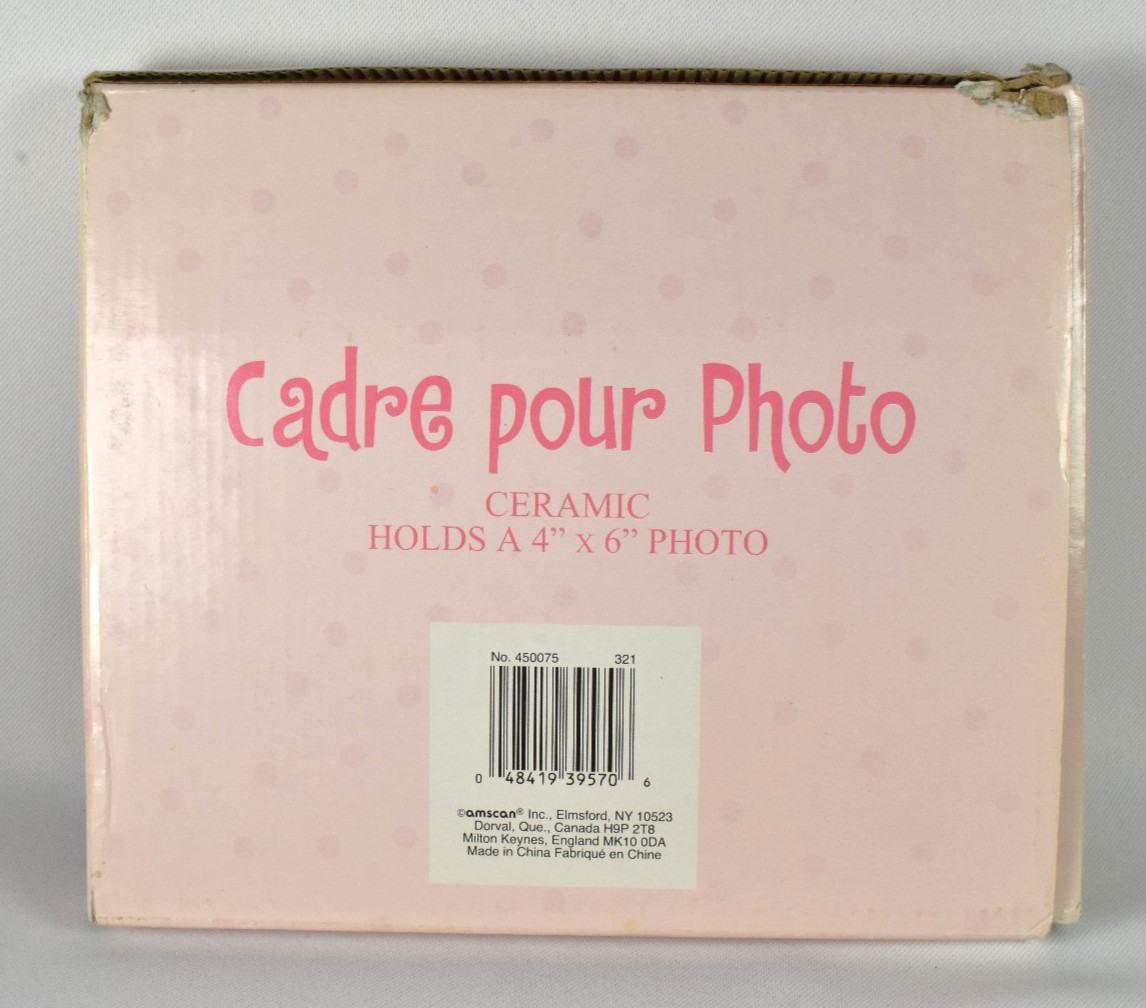 Cadre pour Photo
CERAMIC
HOLDS A 4” X 6” PHOTO
No. 450075 321
0 48419 39570 6
©amscan® Inc., Elmsford, NY 10523
Dorval, Que., Canada H9P 2T8
Milton Keynes, England MK10 0DA
Made in China Fabriqué en Chine